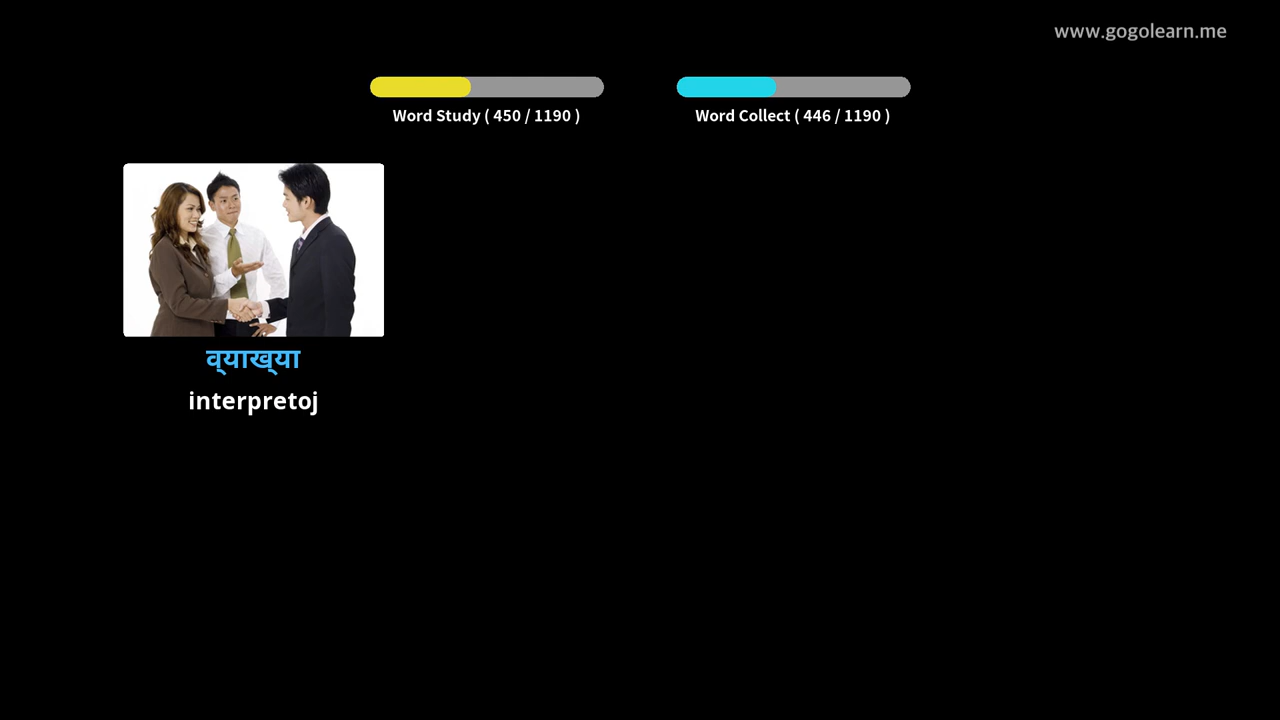 www.gogolearn.me
Word Study ( 450 / 1190 )
Word Collect ( 446 / 1190 )
व्याख्या
interpretoj